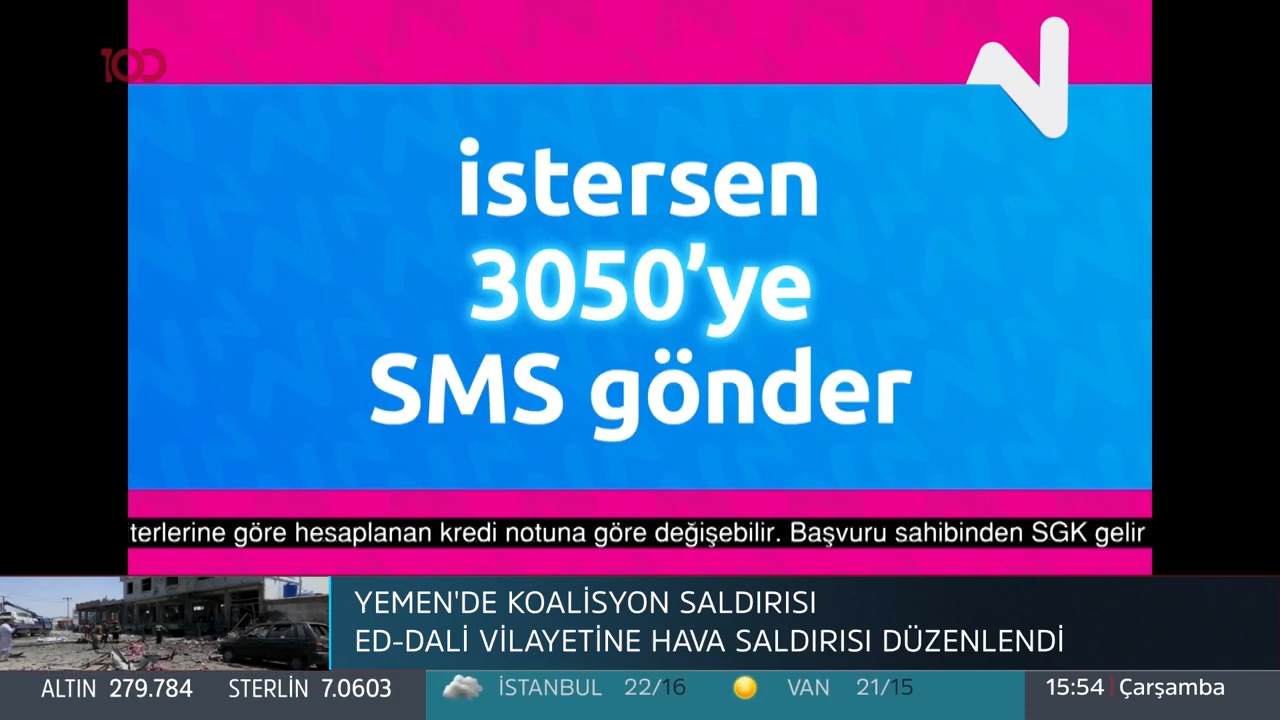 100
istersen
3050'ye
SMS gönder
terlerine göre hesaplanan kredi notuna göre değişebilir. Başvuru sahibinden SGK gelir
YEMEN'DE KOALİSYON SALDIRISI
ED-DALİ VİLAYETİNE HAVA SALDIRISI DÜZENLENDİ
ALTIN 279.784 STERLİN 7.0603 İSTANBUL 22/16 VAN 21/15 15:54 Çarşamba